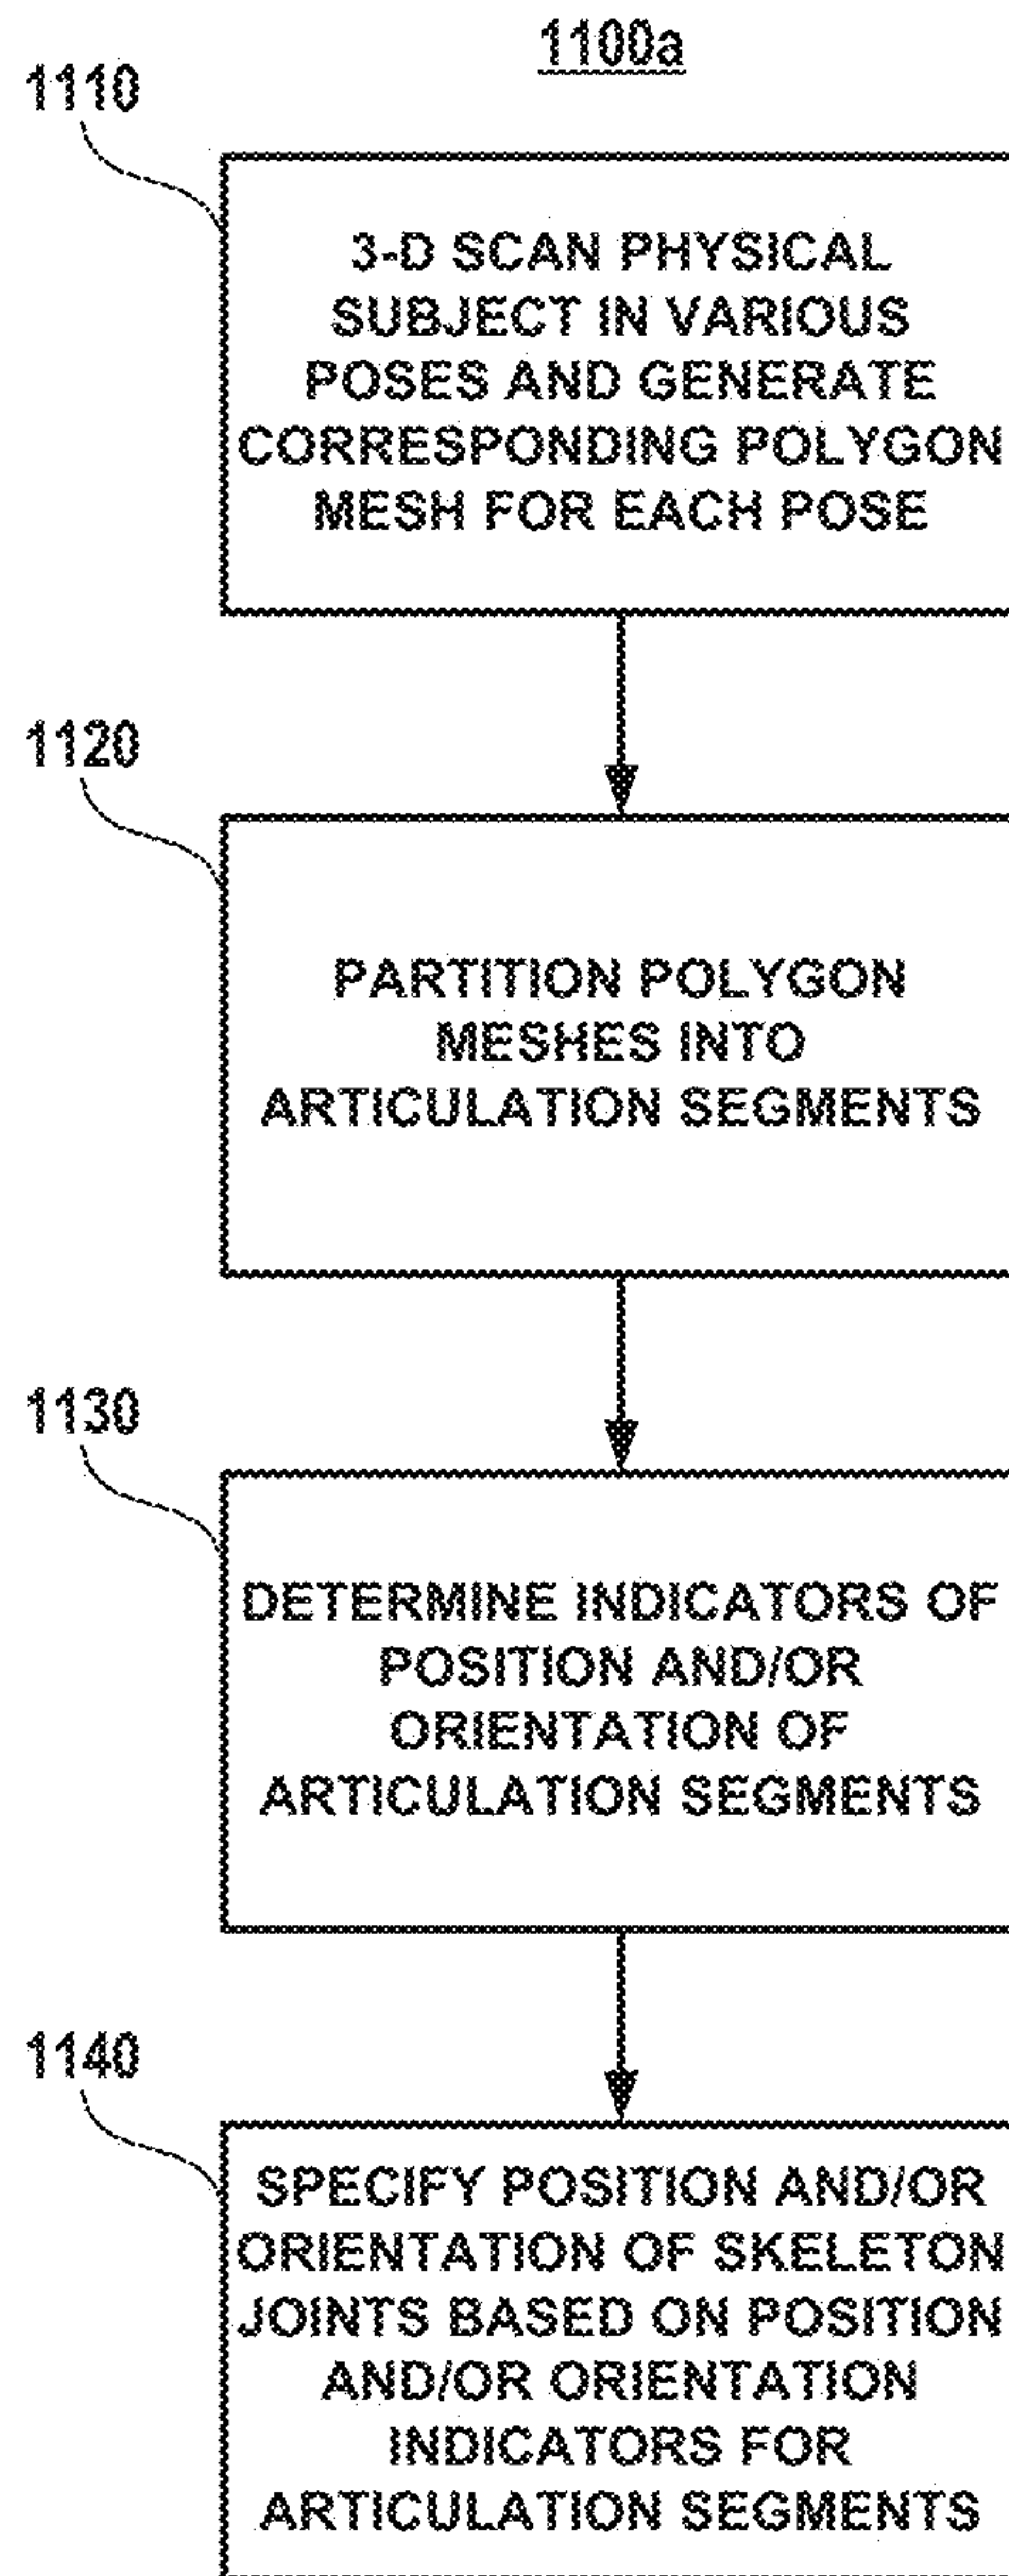 1100a
1110
3-D SCAN PHYSICAL
SUBJECT IN VARIOUS
POSES AND GENERATE
CORRESPONDING POLYGON
MESH FOR EACH POSE
1120
PARTITION POLYGON
MESHES INTO
ARTICULATION SEGMENTS
1130
DETERMINE INDICATORS OF
POSITION AND/OR
ORIENTATION OF
ARTICULATION SEGMENTS
1140
SPECIFY POSITION AND/OR
ORIENTATION OF SKELETON
JOINTS BASED ON POSITION
AND/OR ORIENTATION
INDICATORS FOR
ARTICULATION SEGMENTS